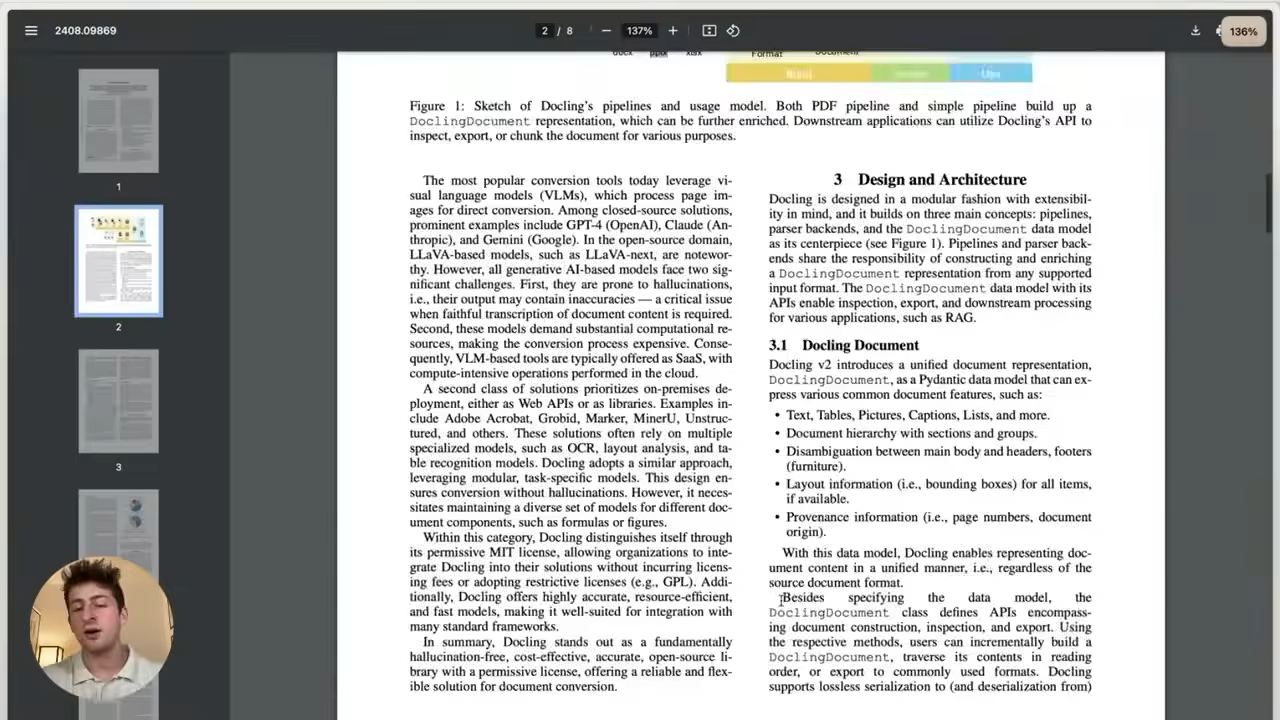 2408.09869
2 / 8
137%
136%
docx pptx xlsx
Format
Document
Figure 1: Sketch of Docling's pipelines and usage model. Both PDF pipeline and simple pipeline build up a
DoclingDocument representation, which can be further enriched. Downstream applications can utilize Docling's API to
inspect, export, or chunk the document for various purposes.
The most popular conversion tools today leverage vi-
sual language models (VLMs), which process page im-
ages for direct conversion. Among closed-source solutions,
prominent examples include GPT-4 (OpenAI), Claude (An-
thropic), and Gemini (Google). In the open-source domain,
LLaVA-based models, such as LLaVA-next, are notewor-
thy. However, all generative AI-based models face two sig-
nificant challenges. First, they are prone to hallucinations,
i.e., their output may contain inaccuracies — a critical issue
when faithful transcription of document content is required.
Second, these models demand substantial computational re-
sources, making the conversion process expensive. Conse-
quently, VLM-based tools are typically offered as SaaS, with
compute-intensive operations performed in the cloud.
A second class of solutions prioritizes on-premises de-
ployment, either as Web APIs or as libraries. Examples in-
clude Adobe Acrobat, Grobid, Marker, MinerU, Unstruc-
tured, and others. These solutions often rely on multiple
specialized models, such as OCR, layout analysis, and ta-
ble recognition models. Docling adopts a similar approach,
leveraging modular, task-specific models. This design en-
sures conversion without hallucinations. However, it neces-
sitates maintaining a diverse set of models for different doc-
ument components, such as formulas or figures.
Within this category, Docling distinguishes itself through
its permissive MIT license, allowing organizations to inte-
grate Docling into their solutions without incurring licens-
ing fees or adopting restrictive licenses (e.g., GPL). Addi-
tionally, Docling offers highly accurate, resource-efficient,
and fast models, making it well-suited for integration with
many standard frameworks.
In summary, Docling stands out as a fundamentally
hallucination-free, cost-effective, accurate, open-source li-
brary with a permissive license, offering a reliable and flex-
ible solution for document conversion.
3 Design and Architecture
Docling is designed in a modular fashion with extensibil-
ity in mind, and it builds on three main concepts: pipelines,
parser backends, and the DoclingDocument data model
as its centerpiece (see Figure 1). Pipelines and parser back-
ends share the responsibility of constructing and enriching
a DoclingDocument representation from any supported
input format. The DoclingDocument data model with its
APIs enable inspection, export, and downstream processing
for various applications, such as RAG.
3.1 Docling Document
Docling v2 introduces a unified document representation,
DoclingDocument, as a Pydantic data model that can ex-
press various common document features, such as:
• Text, Tables, Pictures, Captions, Lists, and more.
• Document hierarchy with sections and groups.
• Disambiguation between main body and headers, footers
(furniture).
• Layout information (i.e., bounding boxes) for all items,
if available.
• Provenance information (i.e., page numbers, document
origin).
With this data model, Docling enables representing doc-
ument content in a unified manner, i.e., regardless of the
source document format.
Besides specifying the data model, the
DoclingDocument class defines APIs encompass-
ing document construction, inspection, and export. Using
the respective methods, users can incrementally build a
DoclingDocument, traverse its contents in reading
order, or export to commonly used formats. Docling
supports lossless serialization to (and deserialization from)
1
2
3